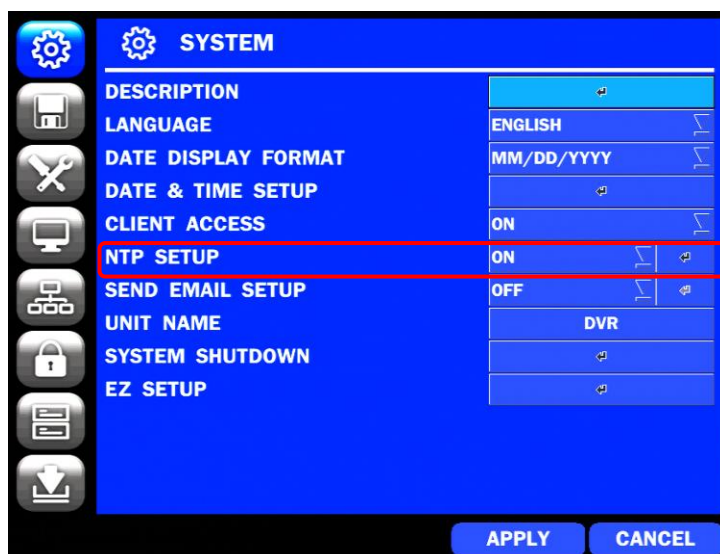 SYSTEM
DESCRIPTION
LANGUAGE ENGLISH
DATE DISPLAY FORMAT MM/DD/YYYY
DATE & TIME SETUP
CLIENT ACCESS ON
NTP SETUP ON
SEND EMAIL SETUP OFF
UNIT NAME DVR
SYSTEM SHUTDOWN
EZ SETUP
APPLY CANCEL